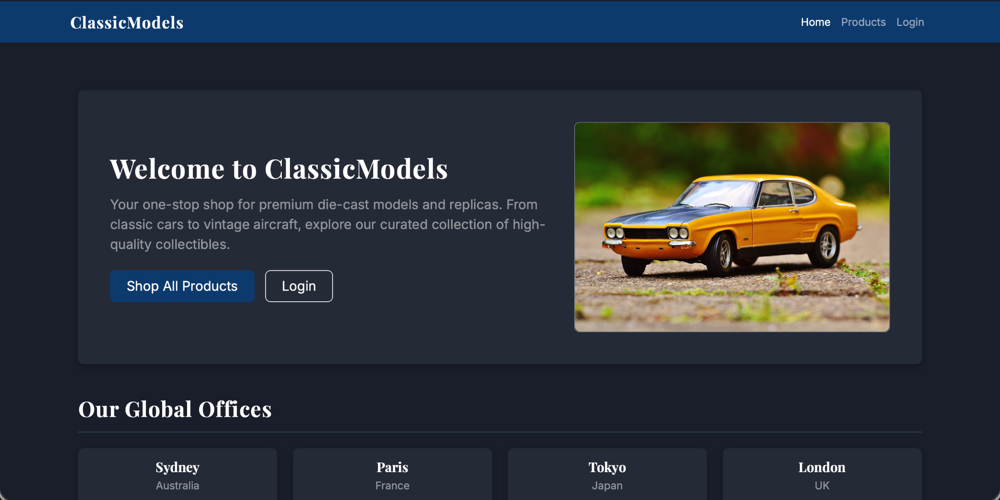 ClassicModels
Home Products Login
Welcome to ClassicModels
Your one-stop shop for premium die-cast models and replicas. From
classic cars to vintage aircraft, explore our curated collection of high-
quality collectibles.
Shop All Products
Login
Our Global Offices
Sydney
Australia
Paris
France
Tokyo
Japan
London
UK